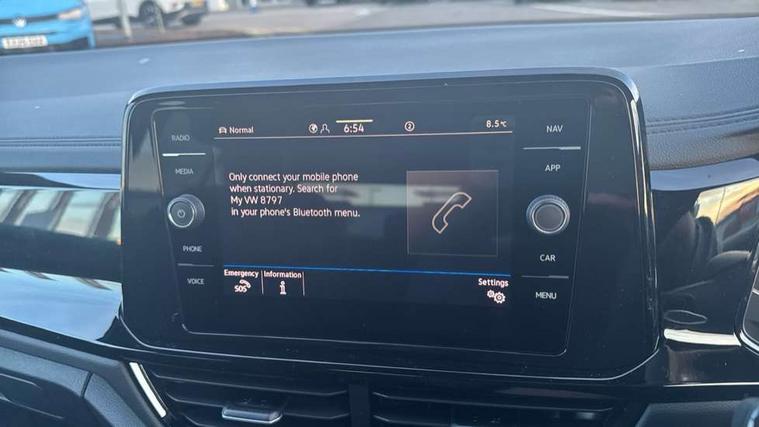 RADIO
MEDIA
PHONE
VOICE
Normal
6:54
2
8.5°C
Only connect your mobile phone
when stationary. Search for
My VW 8797
in your phone's Bluetooth menu.
Emergency
SOS
Information
i
Settings
NAV
APP
CAR
MENU